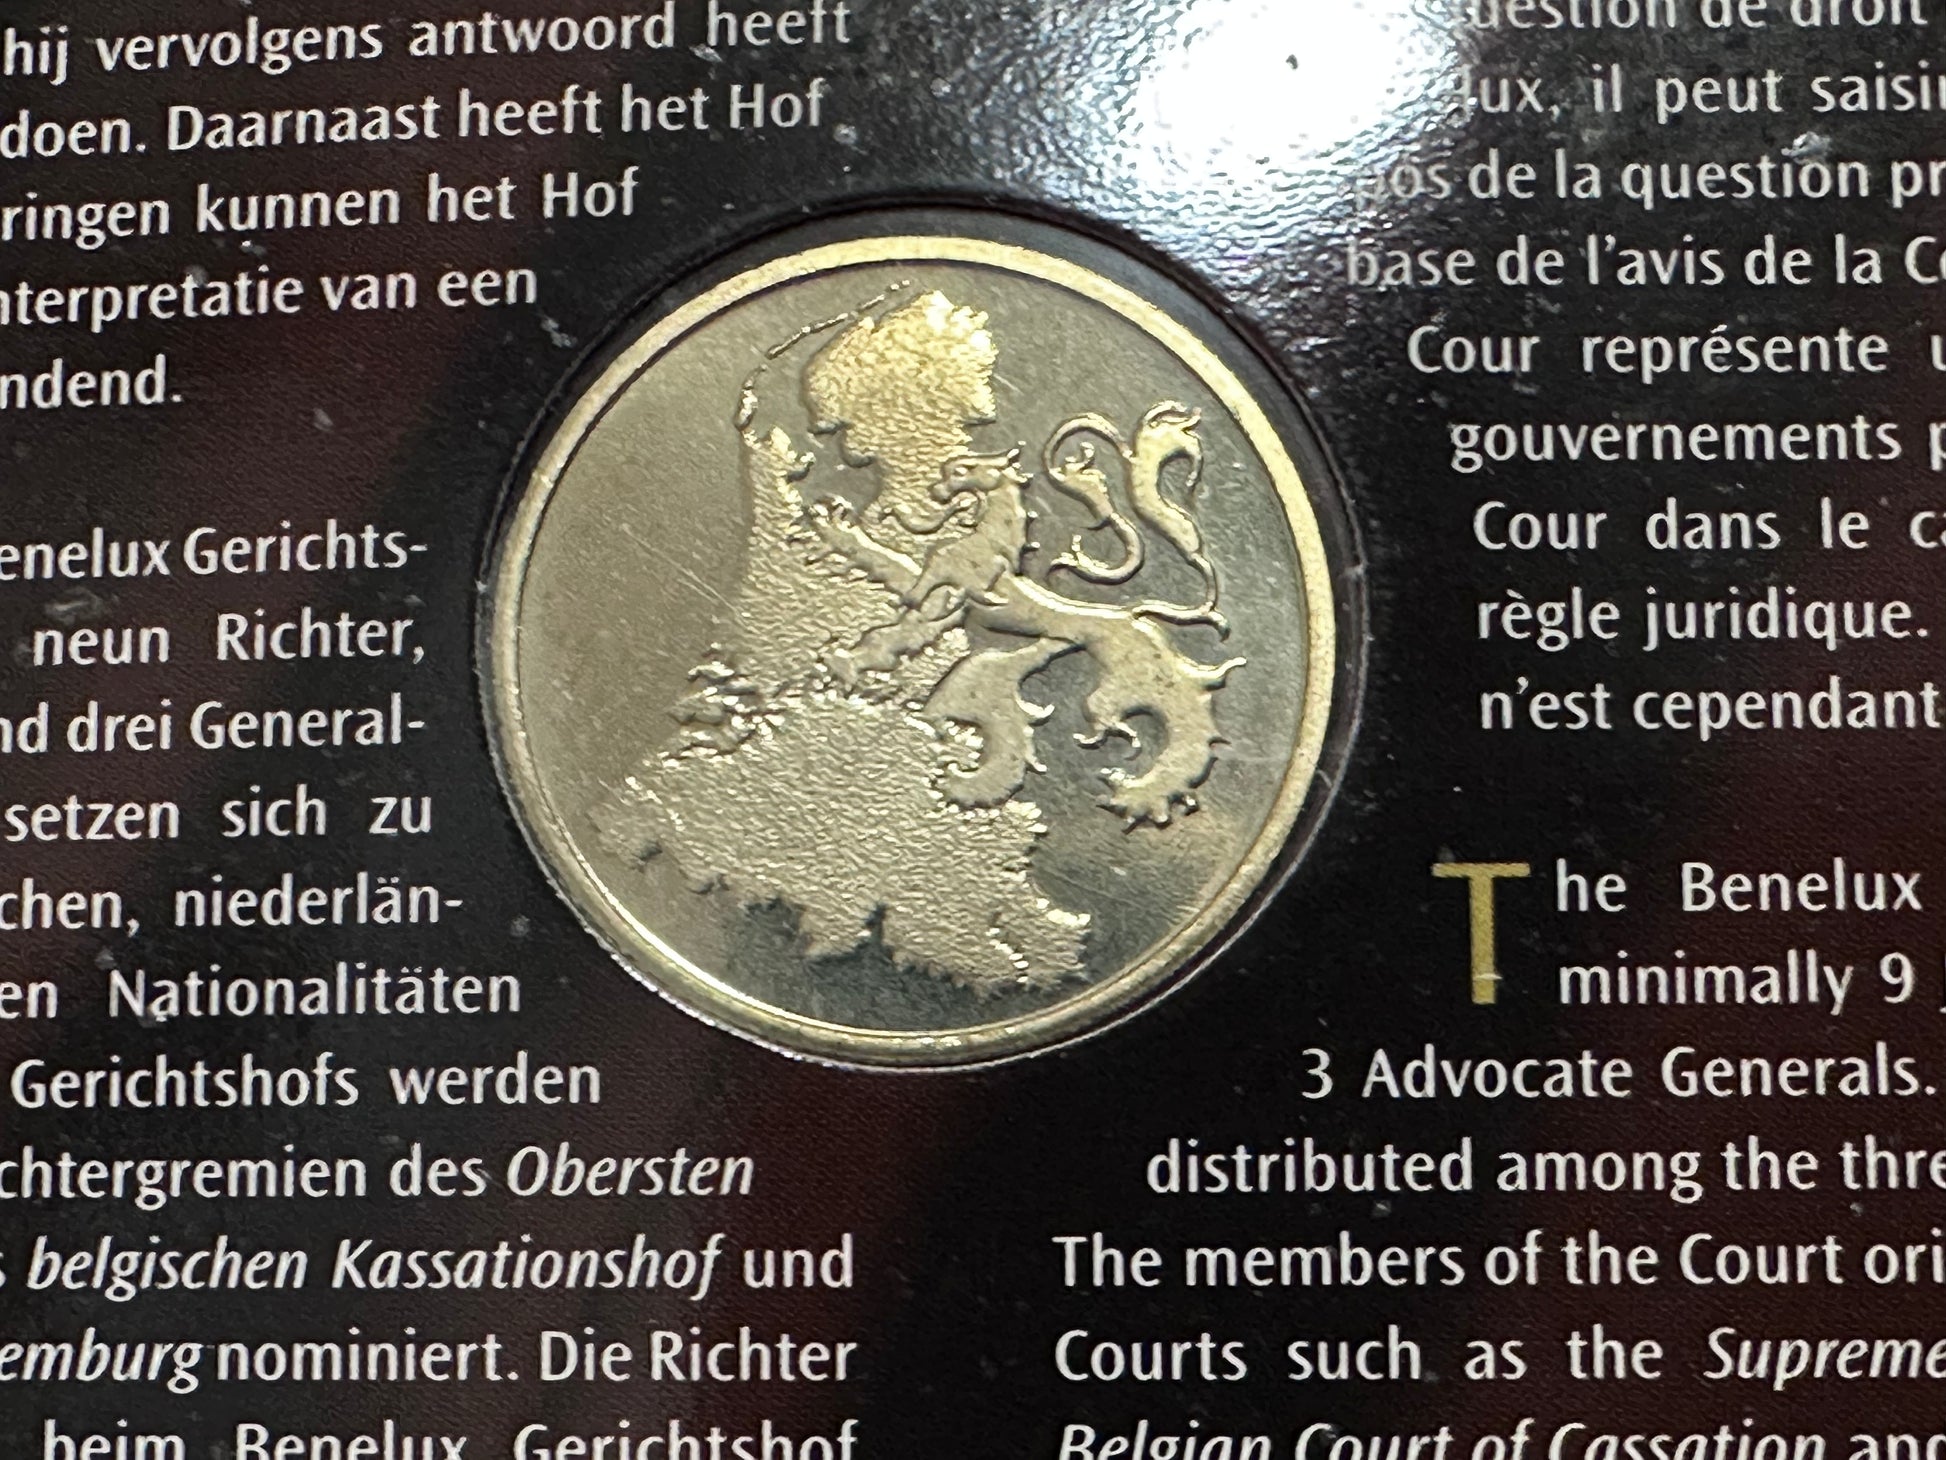 hij vervolgens antwoord heeft
doen. Daarnaast heeft het Hof
ringen kunnen het Hof
nterpretatie van een
ndend.
enelux Gerichts-
neun Richter,
nd drei General-
setzen sich zu
chen, niederlän-
en Nationalitäten
Gerichtshofs werden
chtergremien des Obersten
belgischen Kassationshof und
emburg nominiert. Die Richter
beim Benelux Gerichtshof
uestion de droit
lux, il peut saisir
pos de la question pr
base de l'avis de la Co
Cour représente u
gouvernements p
Cour dans le ca
règle juridique.
n'est cependant
The Benelux
minimally 9 J
3 Advocate Generals.
distributed among the thre
The members of the Court ori
Courts such as the Supreme
Belgian Court of Cassation and